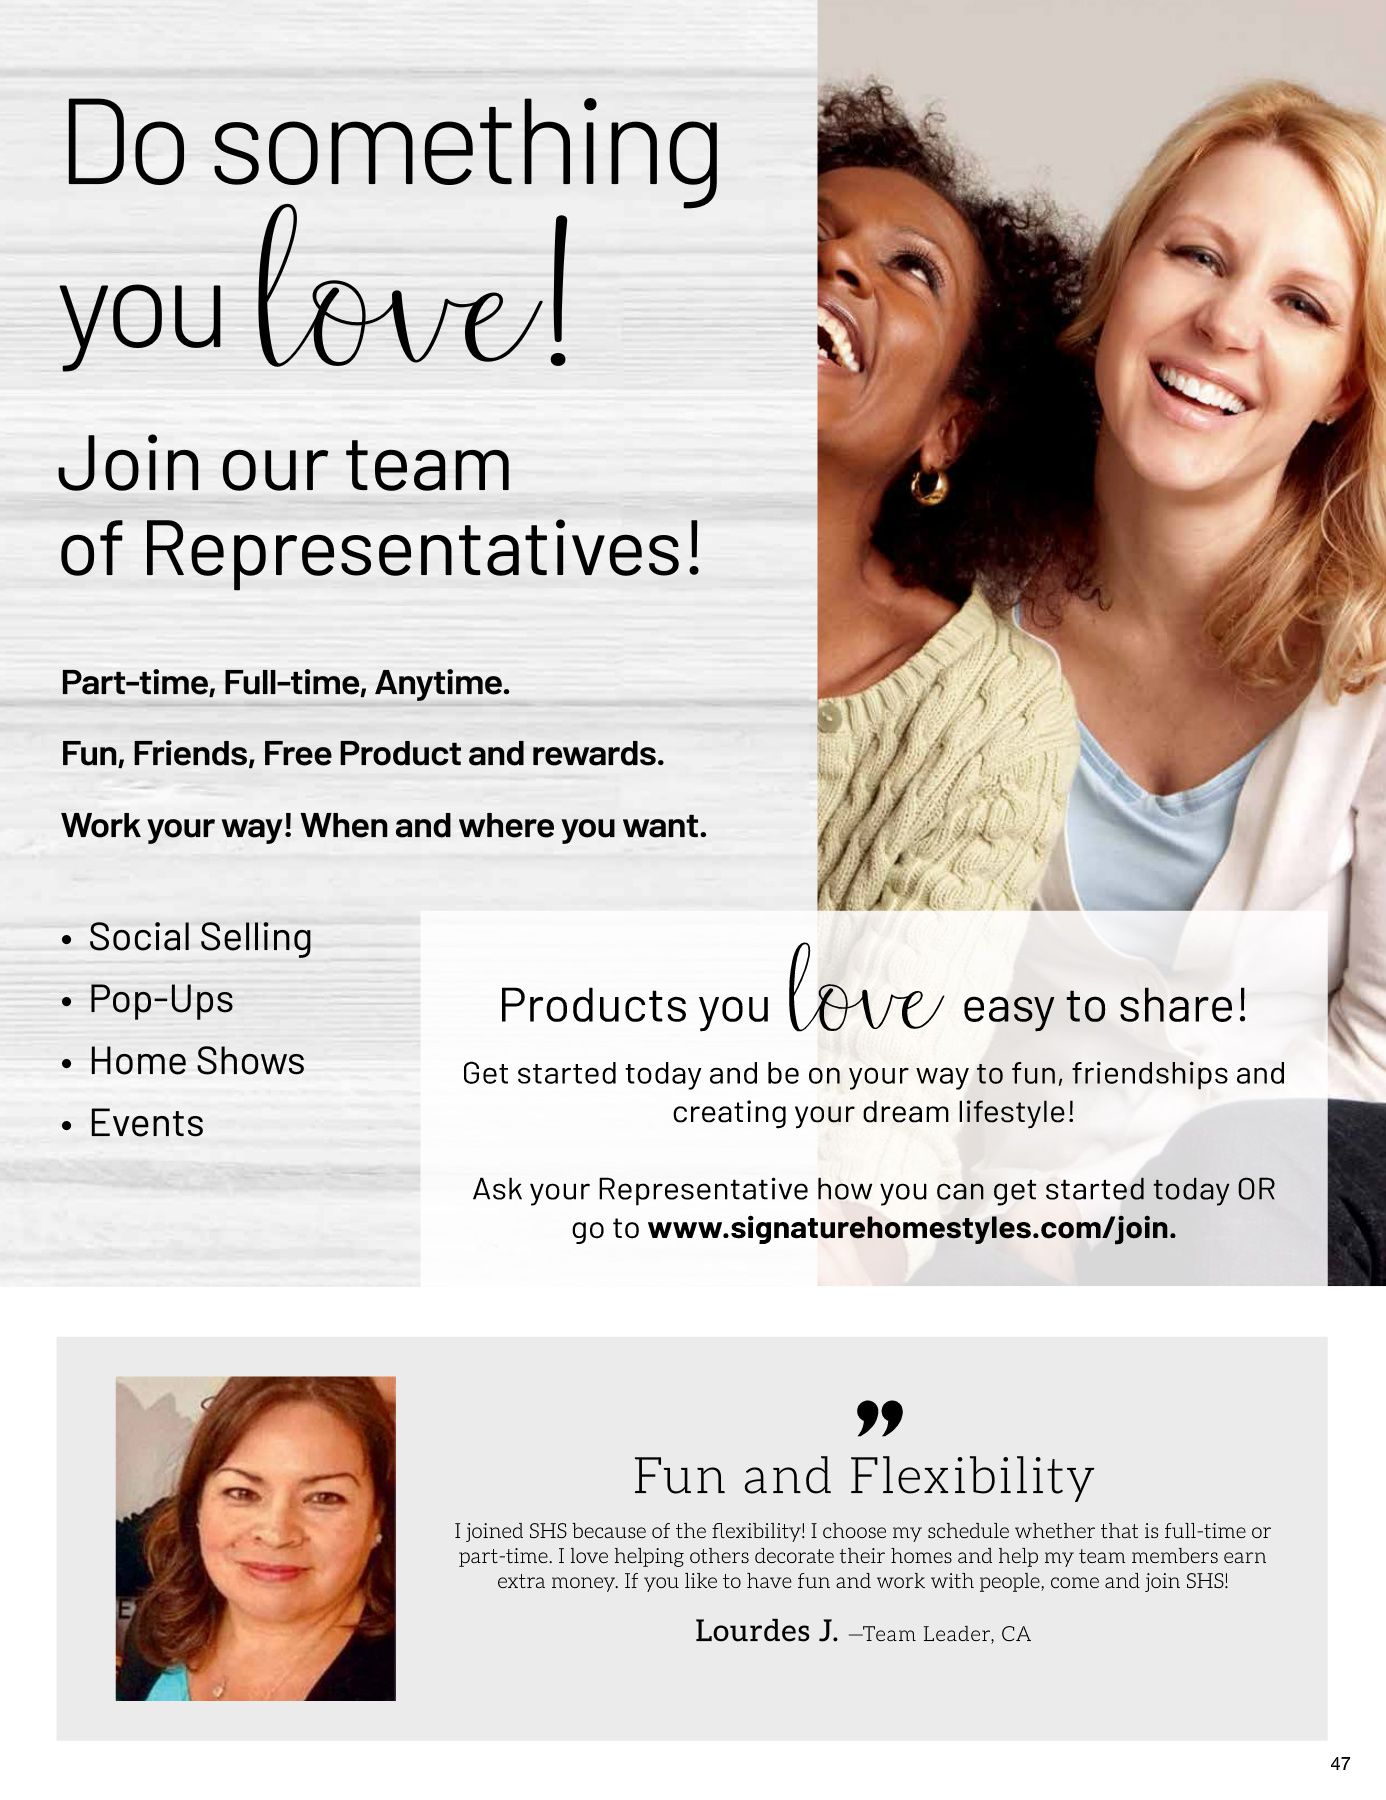 Do something
you love!
Join our team
of Representatives!
Part-time, Full-time, Anytime.
Fun, Friends, Free Product and rewards.
Work your way! When and where you want.
• Social Selling
• Pop-Ups
• Home Shows
• Events
Products you love easy to share!
Get started today and be on your way to fun, friendships and
creating your dream lifestyle!
Ask your Representative how you can get started today OR
go to www.signaturehomestyles.com/join.
”
Fun and Flexibility
I joined SHS because of the flexibility! I choose my schedule whether that is full-time or
part-time. I love helping others decorate their homes and help my team members earn
extra money. If you like to have fun and work with people, come and join SHS!
Lourdes J. —Team Leader, CA
47